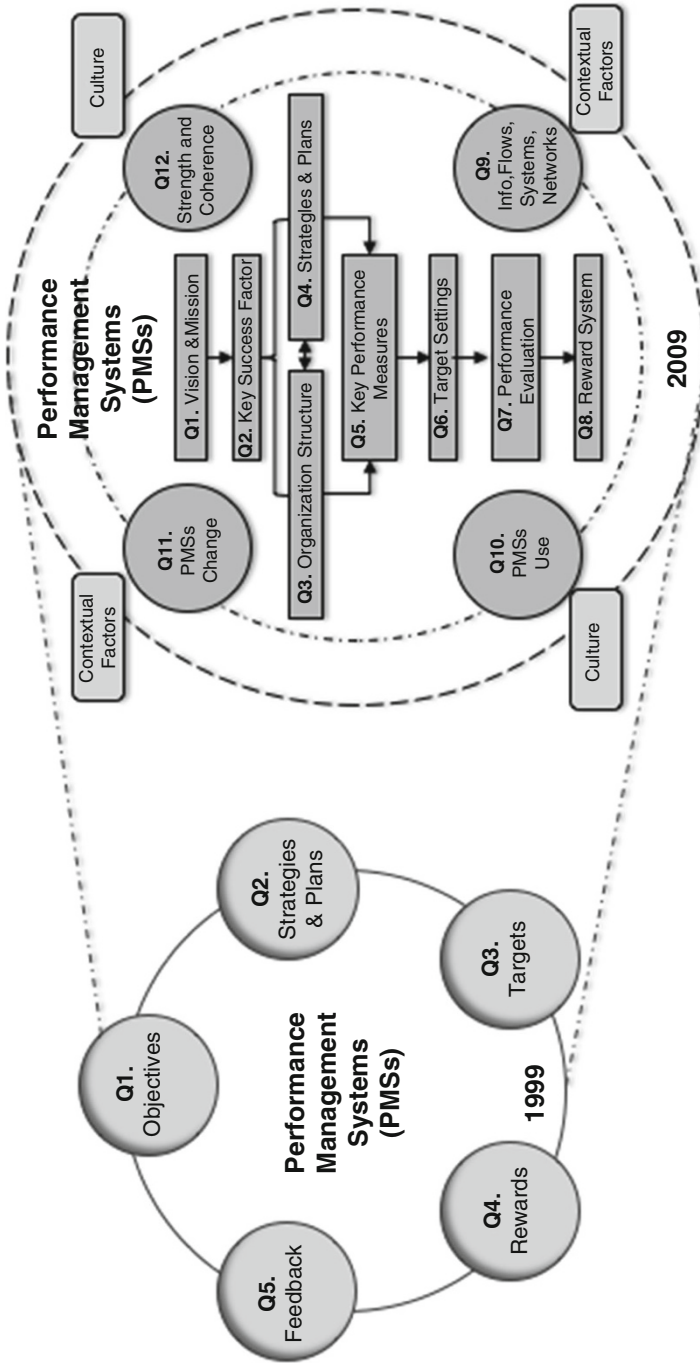 Performance
Management
Systems
(PMSs)
1999
Q1.
Objectives
Q2.
Strategies
& Plans
Q3.
Targets
Q4.
Rewards
Q5.
Feedback
Performance
Management
Systems
(PMSs)
2009
Contextual
Factors
Culture
Q11.
PMSs
Change
Q12.
Strength and
Coherence
Q1. Vision &Mission
Q2. Key Success Factor
Q3. Organization Structure
Q4. Strategles & Plans
Q5. Key Performance
Measures
Q6. Target Settings
Q7. Performance
Evaluation
Q8. Reward System
Q10.
PMSs
Use
Q9.
Info,Flows,
Systems,
Networks
Culture
Contextual
Factors